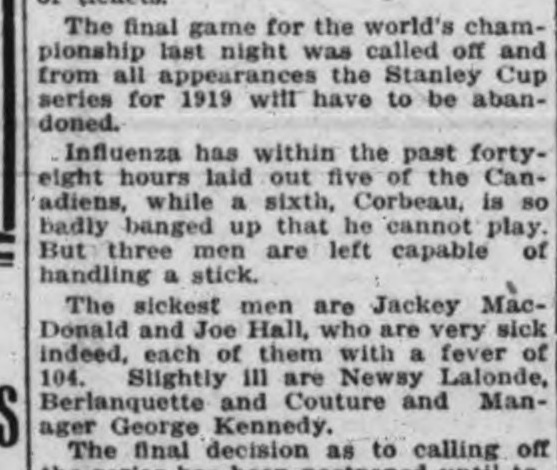 of tickets.
The final game for the world's cham-
pionship last night was called off and
from all appearances the Stanley Cup
series for 1919 will have to be aban-
doned.
Influenza has within the past forty-
eight hours laid out five of the Can-
adiens, while a sixth, Corbeau, is so
badly banged up that he cannot play.
But three men are left capable of
handling a stick.
The sickest men are Jackey Mac-
Donald and Joe Hall, who are very sick
indeed, each of them with a fever of
104. Slightly ill are Newsy Lalonde,
Berlanquette and Couture and Man-
ager George Kennedy.
The final decision as to calling off